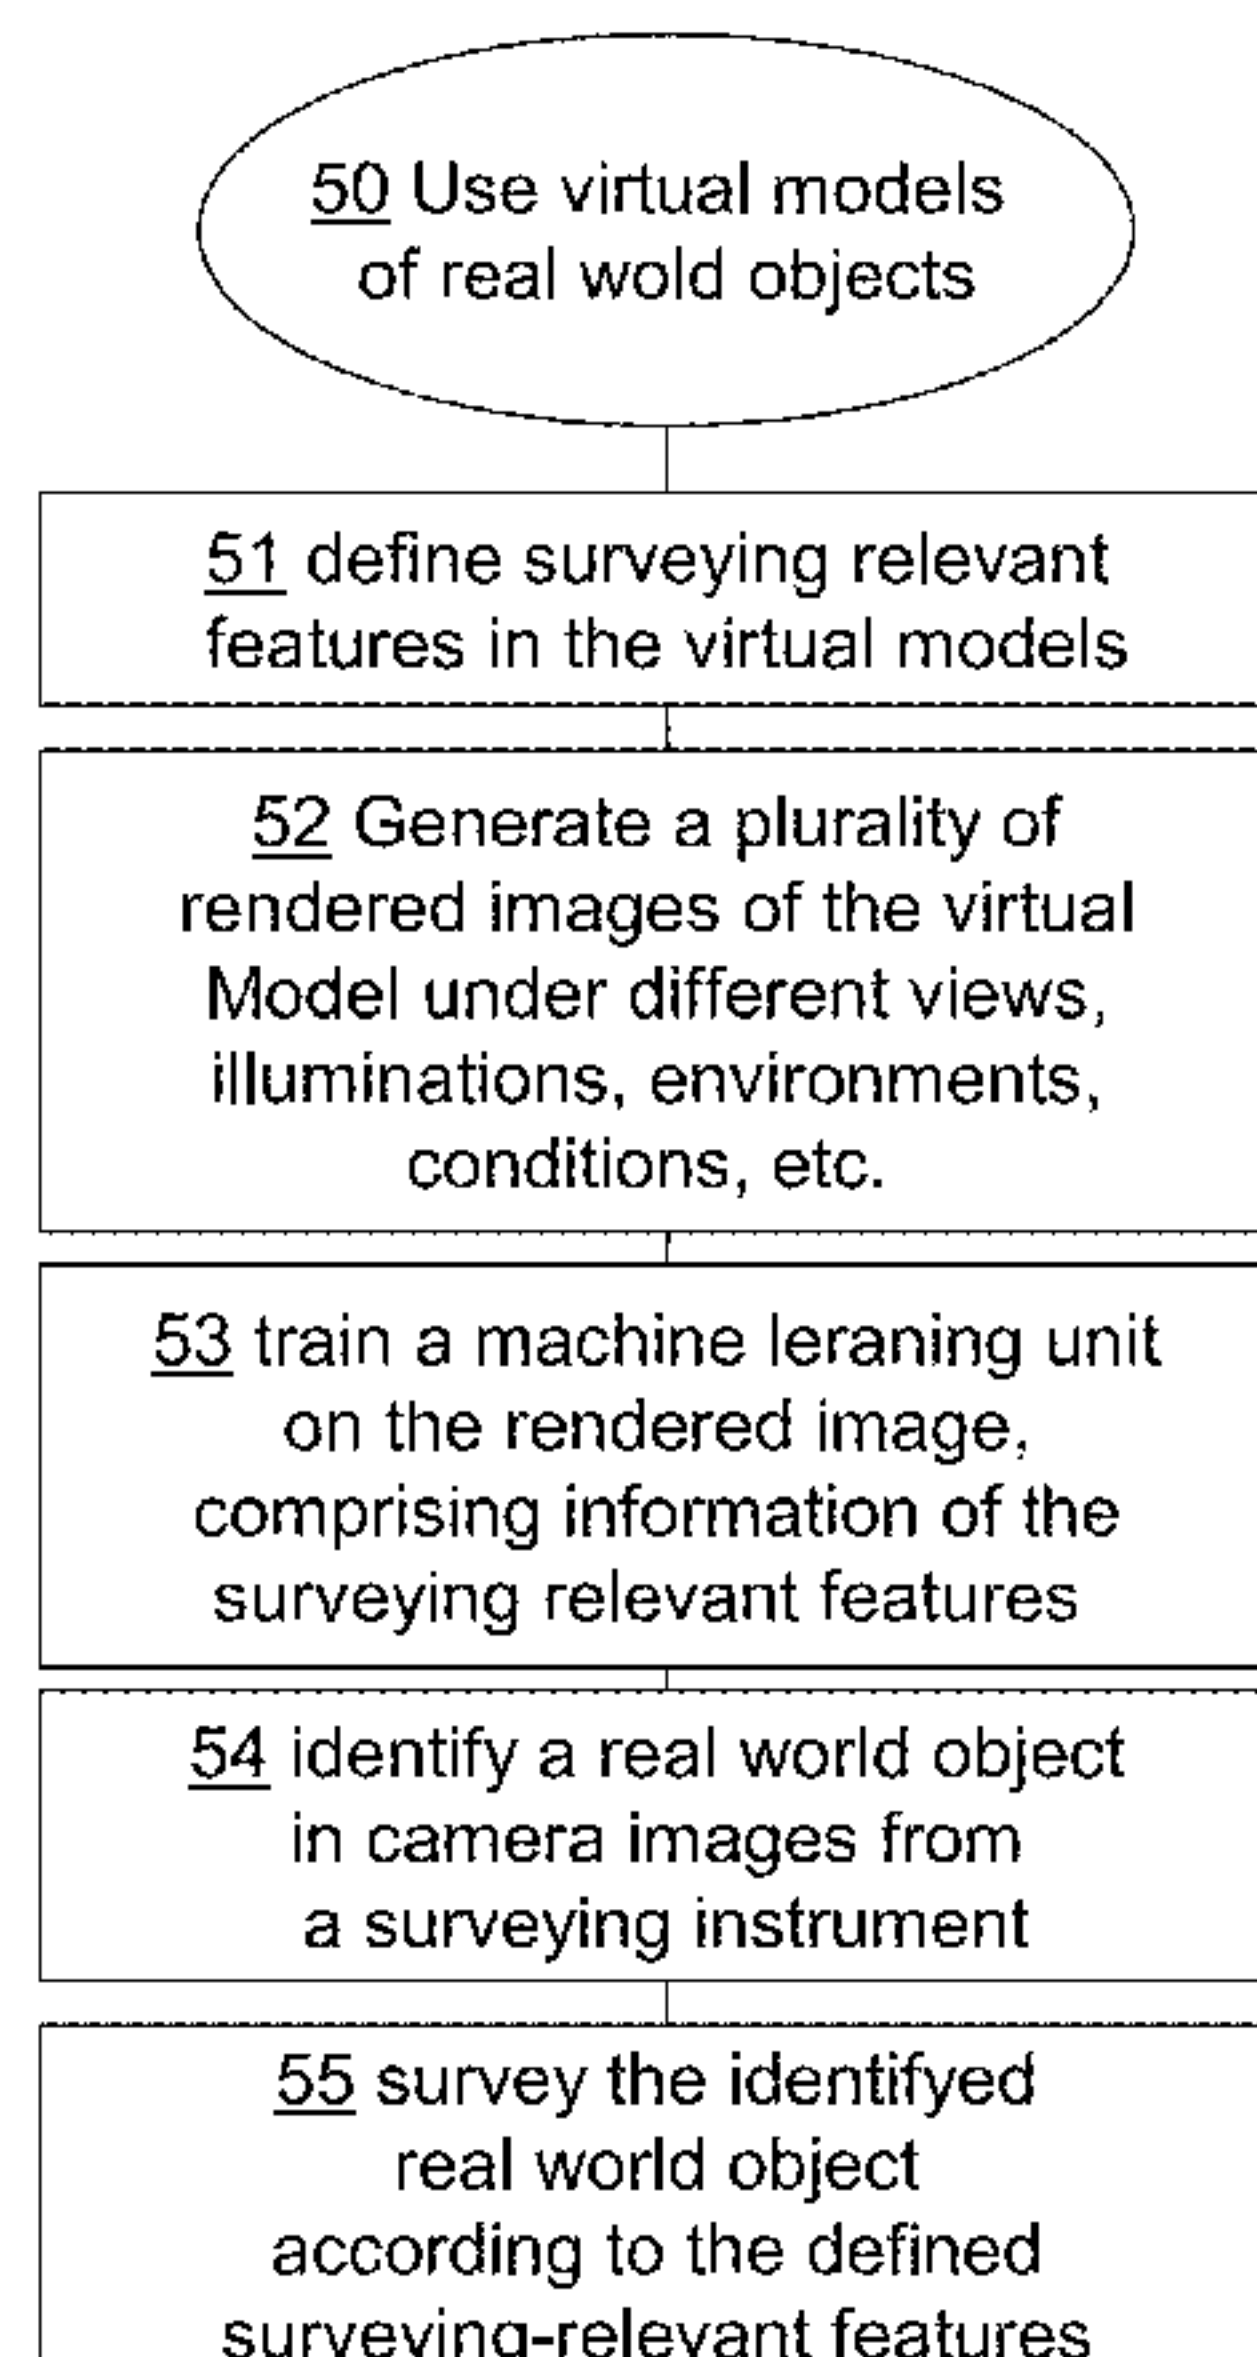 50 Use virtual models
of real wold objects
51 define surveying relevant
features in the virtual models
52 Generate a plurality of
rendered images of the virtual
Model under different views,
illuminations, environments,
conditions, etc.
53 train a machine leraning unit
on the rendered image,
comprising information of the
surveying relevant features
54 identify a real world object
in camera images from
a surveying instrument
55 survey the identifyed
real world object
according to the defined
surveying-relevant features